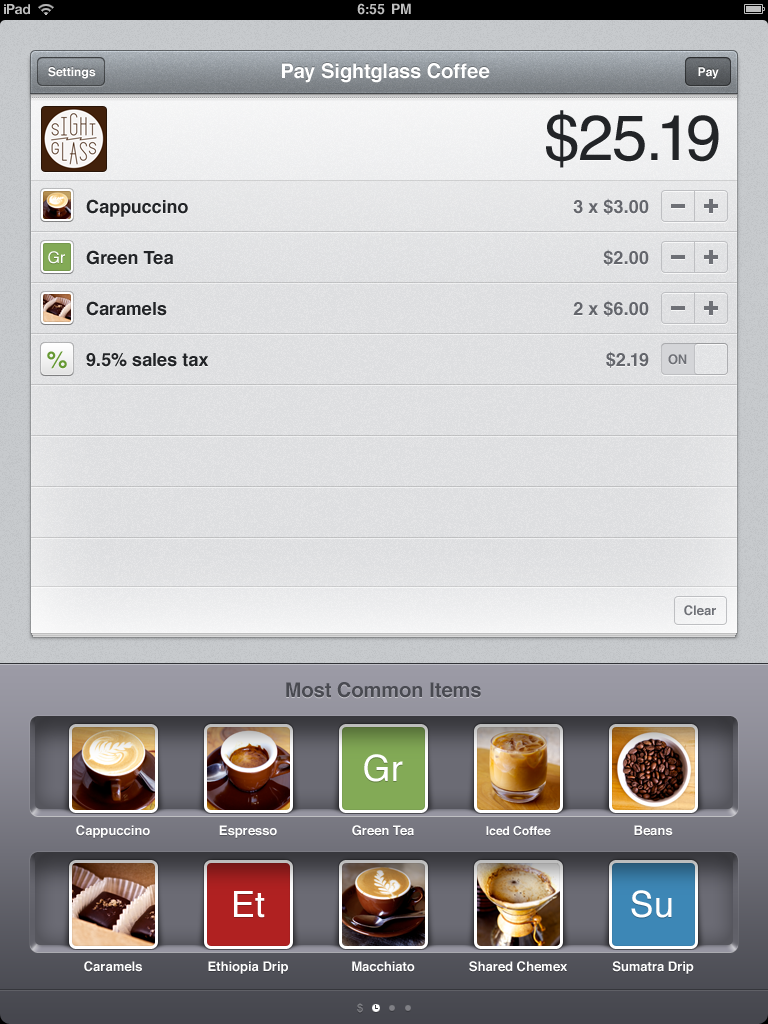 iPad 6:55 PM
Settings Pay Sightglass Coffee Pay
SIGHT
GLASS
$25.19
Cappuccino 3 x $3.00 − +
Gr Green Tea $2.00 − +
Caramels 2 x $6.00 − +
% 9.5% sales tax $2.19 ON
Clear
Most Common Items
Gr
Cappuccino Espresso Green Tea Iced Coffee Beans
Et Su
Caramels Ethiopia Drip Macchiato Shared Chemex Sumatra Drip
$